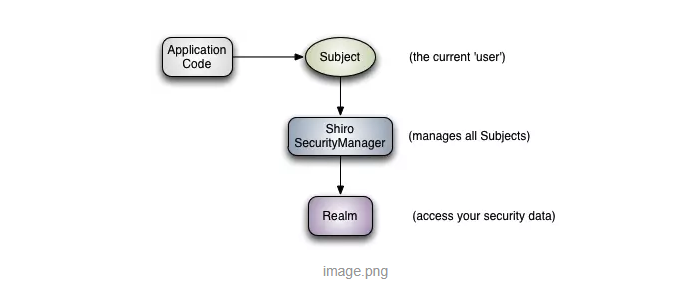 Application
Code
Subject
(the current 'user')
Shiro
SecurityManager
(manages all Subjects)
Realm
(access your security data)
image.png